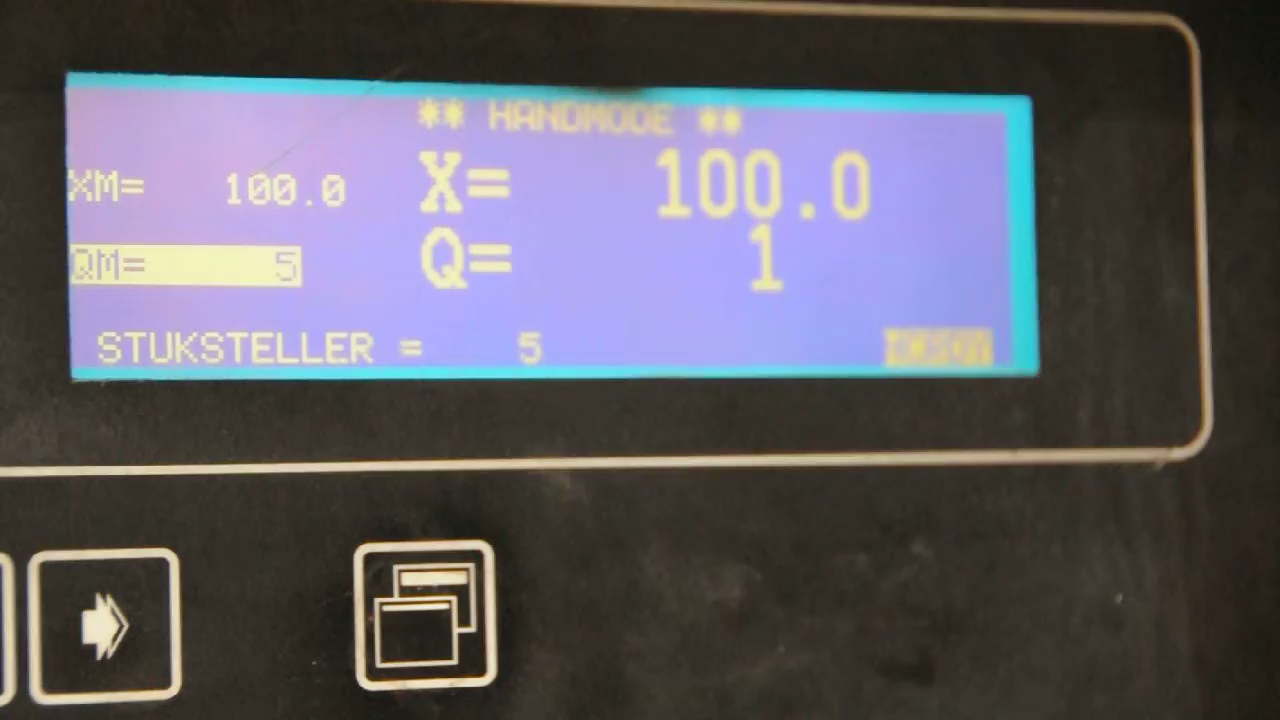 ** HANDMODE **
XM= 100.0 X= 100.0
QM= 5 Q= 1
STUKSTELLER = 5